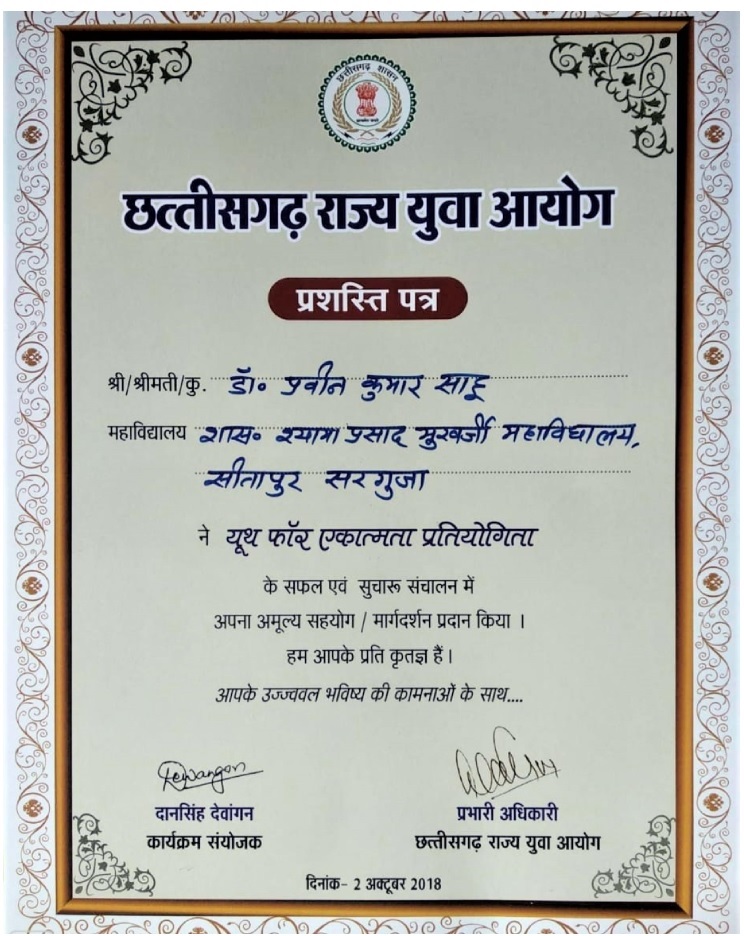 छत्तीसगढ़ शासन
छत्तीसगढ़ राज्य युवा आयोग
प्रशस्ति पत्र
श्री/श्रीमती/कु. डॉ॰ प्रवीन कुमार साहू
महाविद्यालय शास॰ श्यामा प्रसाद मुखर्जी महाविद्यालय,
सीतापुर सरगुजा
ने यूथ फॉर एकात्मता प्रतियोगिता
के सफल एवं सुचारू संचालन में
अपना अमूल्य सहयोग / मार्गदर्शन प्रदान किया ।
हम आपके प्रति कृतज्ञ हैं।
आपके उज्ज्ववल भविष्य की कामनाओं के साथ....
Dewangan
दानसिंह देवांगन
प्रभारी अधिकारी
कार्यक्रम संयोजक
छत्तीसगढ़ राज्य युवा आयोग
दिनांक- 2 अक्टूबर 2018